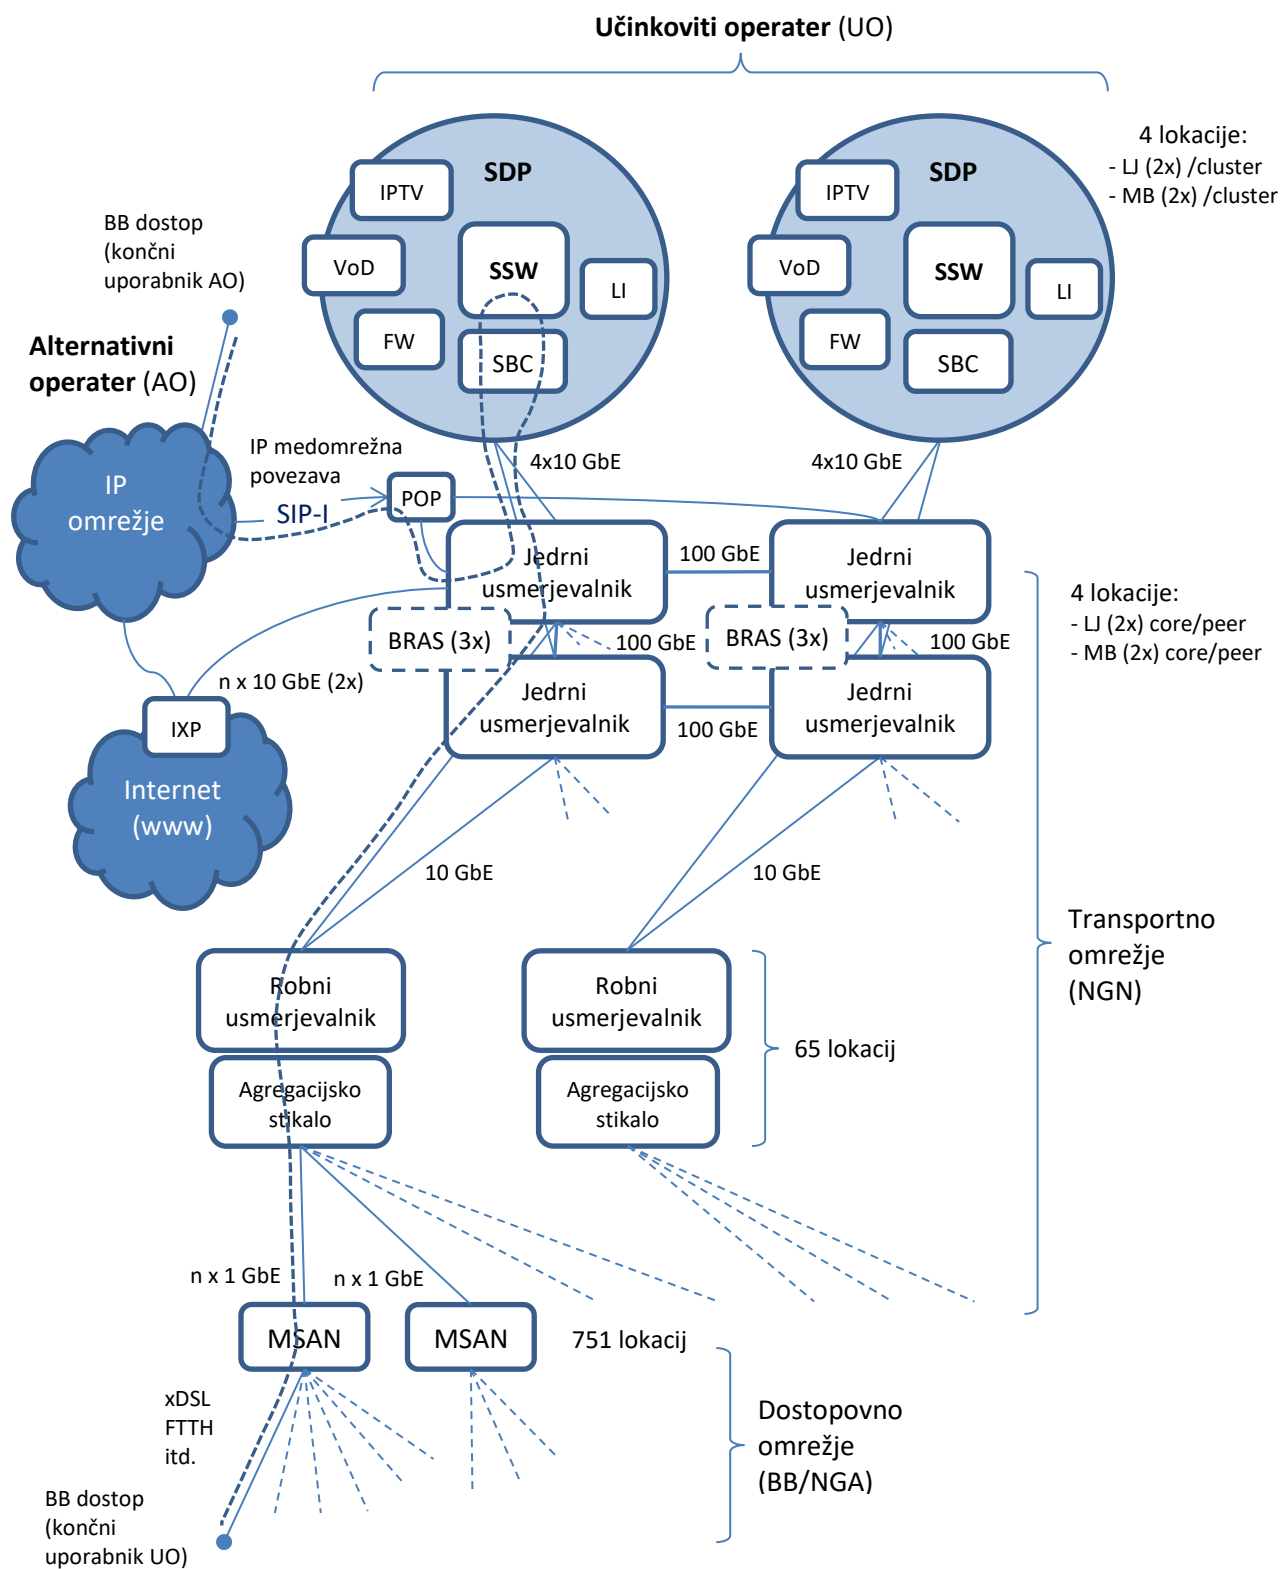 Učinkoviti operater (UO)
4 lokacije:
- LJ (2x) /cluster
- MB (2x) /cluster
SDP
IPTV
VoD
SSW
LI
FW
SBC
SDP
IPTV
VoD
SSW
LI
FW
SBC
BB dostop
(končni
uporabnik AO)
Alternativni
operater (AO)
IP
omrežje
IP medomrežna
povezava
SIP-I
POP
4x10 GbE
4x10 GbE
Jedrni
usmerjevalnik
100 GbE
Jedrni
usmerjevalnik
4 lokacije:
- LJ (2x) core/peer
- MB (2x) core/peer
BRAS (3x)
100 GbE
BRAS (3x)
100 GbE
n x 10 GbE (2x)
Jedrni
usmerjevalnik
100 GbE
Jedrni
usmerjevalnik
IXP
Internet
(www)
10 GbE
10 GbE
Transportno
omrežje
(NGN)
Robni
usmerjevalnik
Robni
usmerjevalnik
65 lokacij
Agregacijsko
stikalo
Agregacijsko
stikalo
n x 1 GbE
n x 1 GbE
MSAN
MSAN
751 lokacij
xDSL
FTTH
itd.
Dostopovno
omrežje
(BB/NGA)
BB dostop
(končni
uporabnik UO)